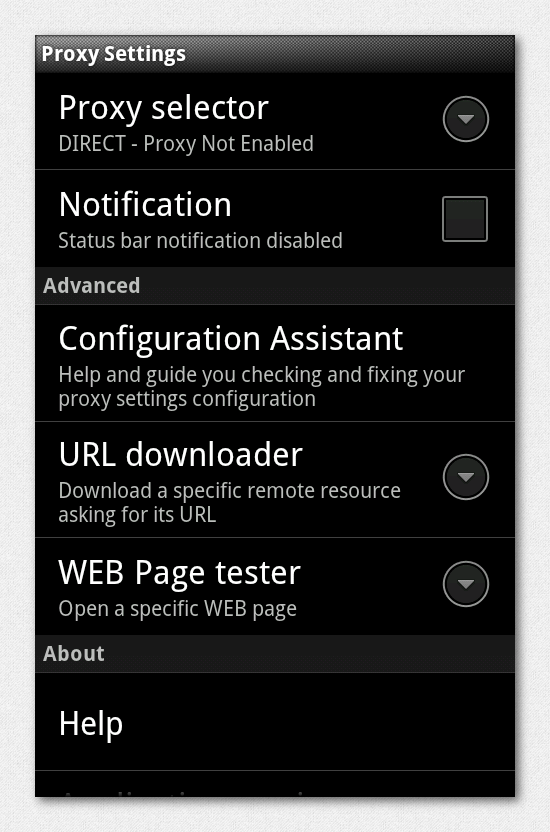 Proxy Settings
Proxy selector
DIRECT - Proxy Not Enabled
Notification
Status bar notification disabled
Advanced
Configuration Assistant
Help and guide you checking and fixing your
proxy settings configuration
URL downloader
Download a specific remote resource
asking for its URL
WEB Page tester
Open a specific WEB page
About
Help